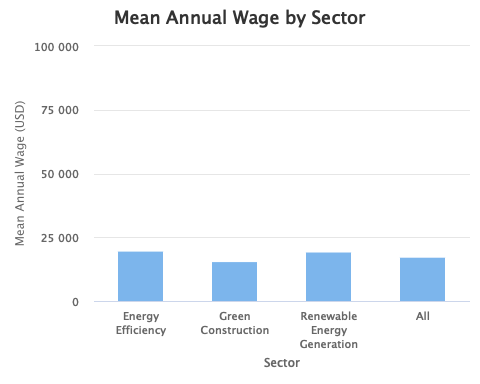 Mean Annual Wage by Sector
Mean Annual Wage (USD)
100 000
75 000
50 000
25 000
0
Energy
Efficiency
Green
Construction
Renewable
Energy
Generation
All
Sector